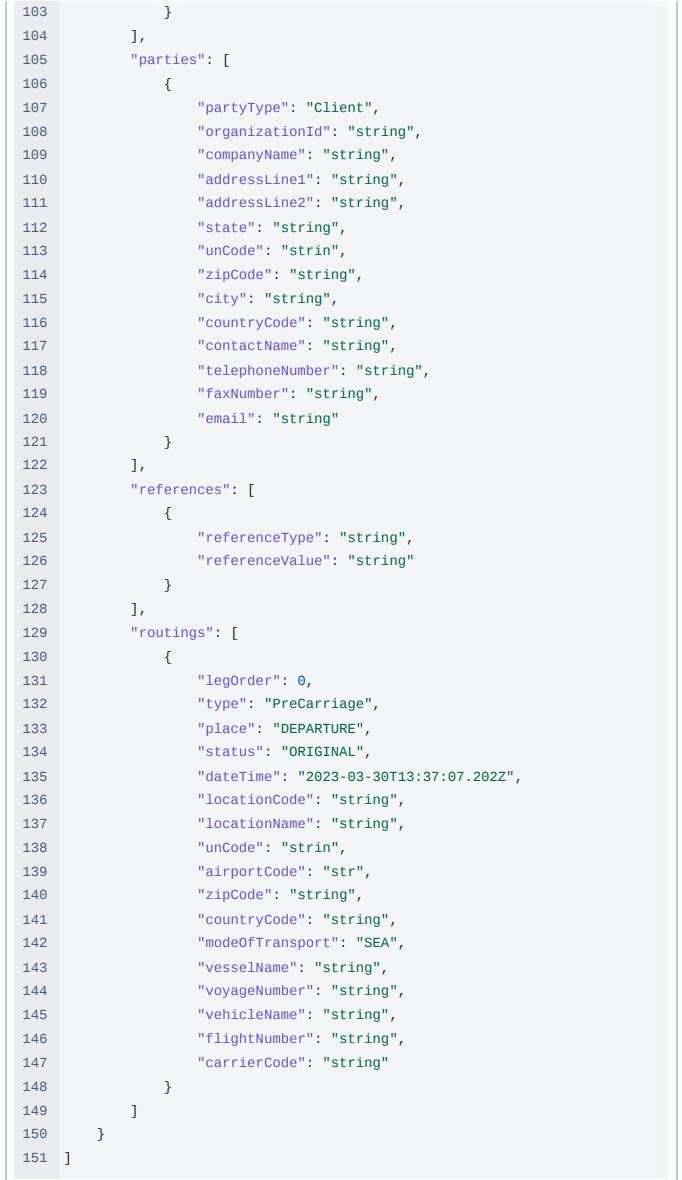 103             }
104         ],
105         "parties": [
106             {
107                 "partyType": "Client",
108                 "organizationId": "string",
109                 "companyName": "string",
110                 "addressLine1": "string",
111                 "addressLine2": "string",
112                 "state": "string",
113                 "unCode": "strin",
114                 "zipCode": "string",
115                 "city": "string",
116                 "countryCode": "string",
117                 "contactName": "string",
118                 "telephoneNumber": "string",
119                 "faxNumber": "string",
120                 "email": "string"
121             }
122         ],
123         "references": [
124             {
125                 "referenceType": "string",
126                 "referenceValue": "string"
127             }
128         ],
129         "routings": [
130             {
131                 "legOrder": 0,
132                 "type": "PreCarriage",
133                 "place": "DEPARTURE",
134                 "status": "ORIGINAL",
135                 "dateTime": "2023-03-30T13:37:07.202Z",
136                 "locationCode": "string",
137                 "locationName": "string",
138                 "unCode": "strin",
139                 "airportCode": "str",
140                 "zipCode": "string",
141                 "countryCode": "string",
142                 "modeOfTransport": "SEA",
143                 "vesselName": "string",
144                 "voyageNumber": "string",
145                 "vehicleName": "string",
146                 "flightNumber": "string",
147                 "carrierCode": "string"
148             }
149         ]
150     }
151 ]